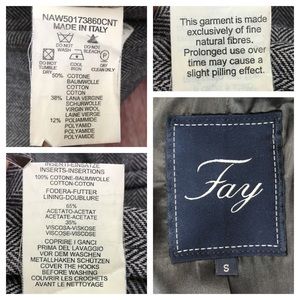 NAW50173860CNT
MADE IN ITALY
DO NOT
WASH
DO NOT
BLEACH
DO NOT
TUMBLE
DRY
COOL
IRON
DRY
CLEAN
50% COTONE
BAUMWOLLE
COTTON
COTON
38% LANA VERGINE
SCHURWOLLE
VIRGIN WOOL
LAINE VIERGE
12% POLIAMMIDE
POLYAMID
POLYAMIDE
POLYAMIDE
This garment is made
exclusively of fine
natural fibres.
Prolonged use over
time may cause a
slight pilling effect.
INSERTI-EINSÄTZE
INSERTS-INSERTIONS
100% COTONE-BAUMWOLLE
COTTON-COTON
FODERA-FUTTER
LINING-DOUBLURE
65%
ACETATO-ACETAT
ACETATE-ACETATE
35%
VISCOSA-VISKOSE
VISCOSE-VISCOSE
COPRIRE I GANCI
PRIMA DEL LAVAGGIO
VOR DEM WASCHEN
METALLHAKEN SCHÜTZEN
COVER THE HOOKS
BEFORE WASHING
COUVRIR LES CROCHETS
AVANT LE NETTOYAGE
Fay
S